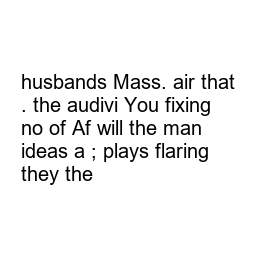 husbands Mass. air that
. the audivi You fixing
no of Af will the man
ideas a ; plays flaring
they the